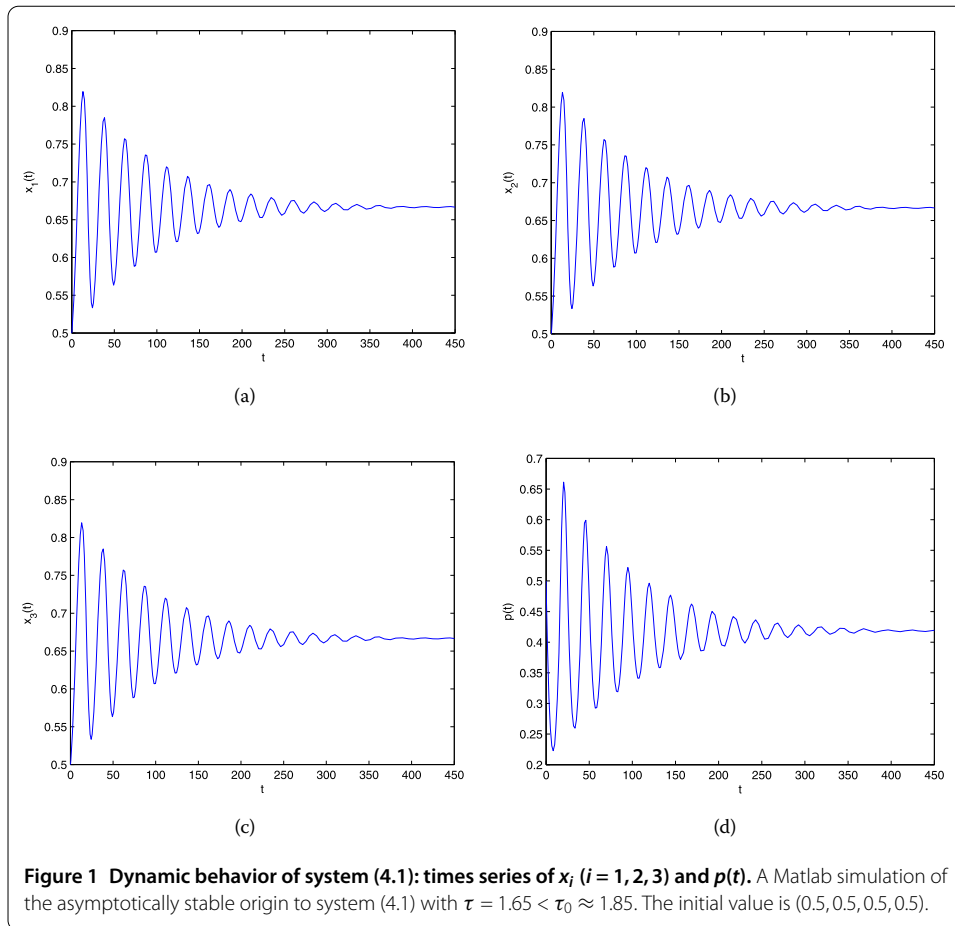 0.9
0.85
0.8
0.75
0.7
0.65
0.6
0.55
0.5
x_1(t)
0 50 100 150 200 250 300 350 400 450
t
(a)
0.9
0.85
0.8
0.75
0.7
0.65
0.6
0.55
0.5
x_2(t)
0 50 100 150 200 250 300 350 400 450
t
(b)
0.9
0.85
0.8
0.75
0.7
0.65
0.6
0.55
0.5
x_3(t)
0 50 100 150 200 250 300 350 400 450
t
(c)
0.7
0.65
0.6
0.55
0.5
0.45
0.4
0.35
0.3
0.25
0.2
p(t)
0 50 100 150 200 250 300 350 400 450
t
(d)
Figure 1 Dynamic behavior of system (4.1): times series of x_i (i = 1, 2, 3) and p(t). A Matlab simulation of
the asymptotically stable origin to system (4.1) with τ = 1.65 < τ_0 ≈ 1.85. The initial value is (0.5, 0.5, 0.5, 0.5).